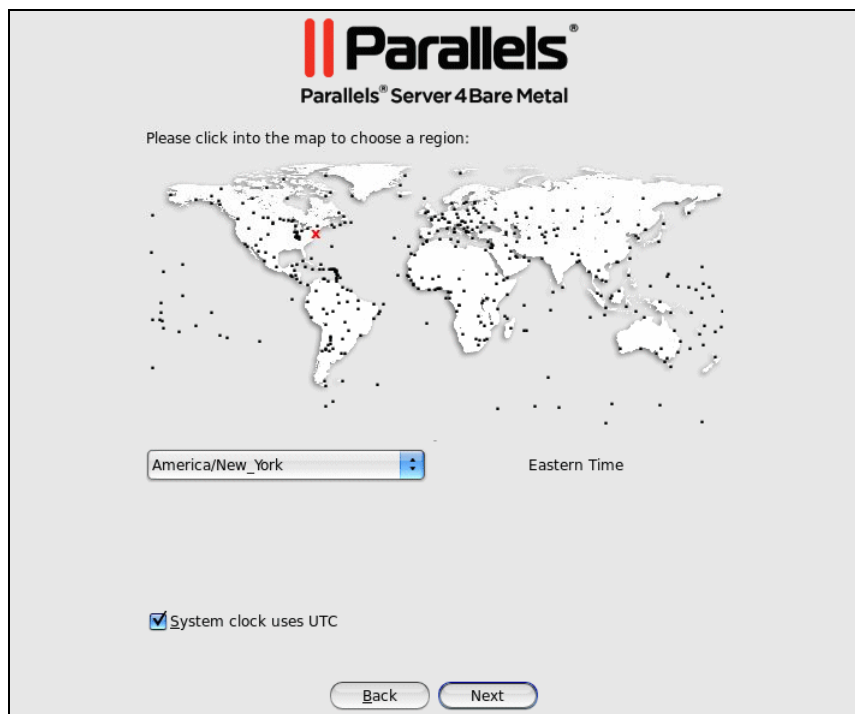 Parallels®
Parallels® Server 4 Bare Metal
Please click into the map to choose a region:
x
America/New_York
Eastern Time
System clock uses UTC
Back
Next